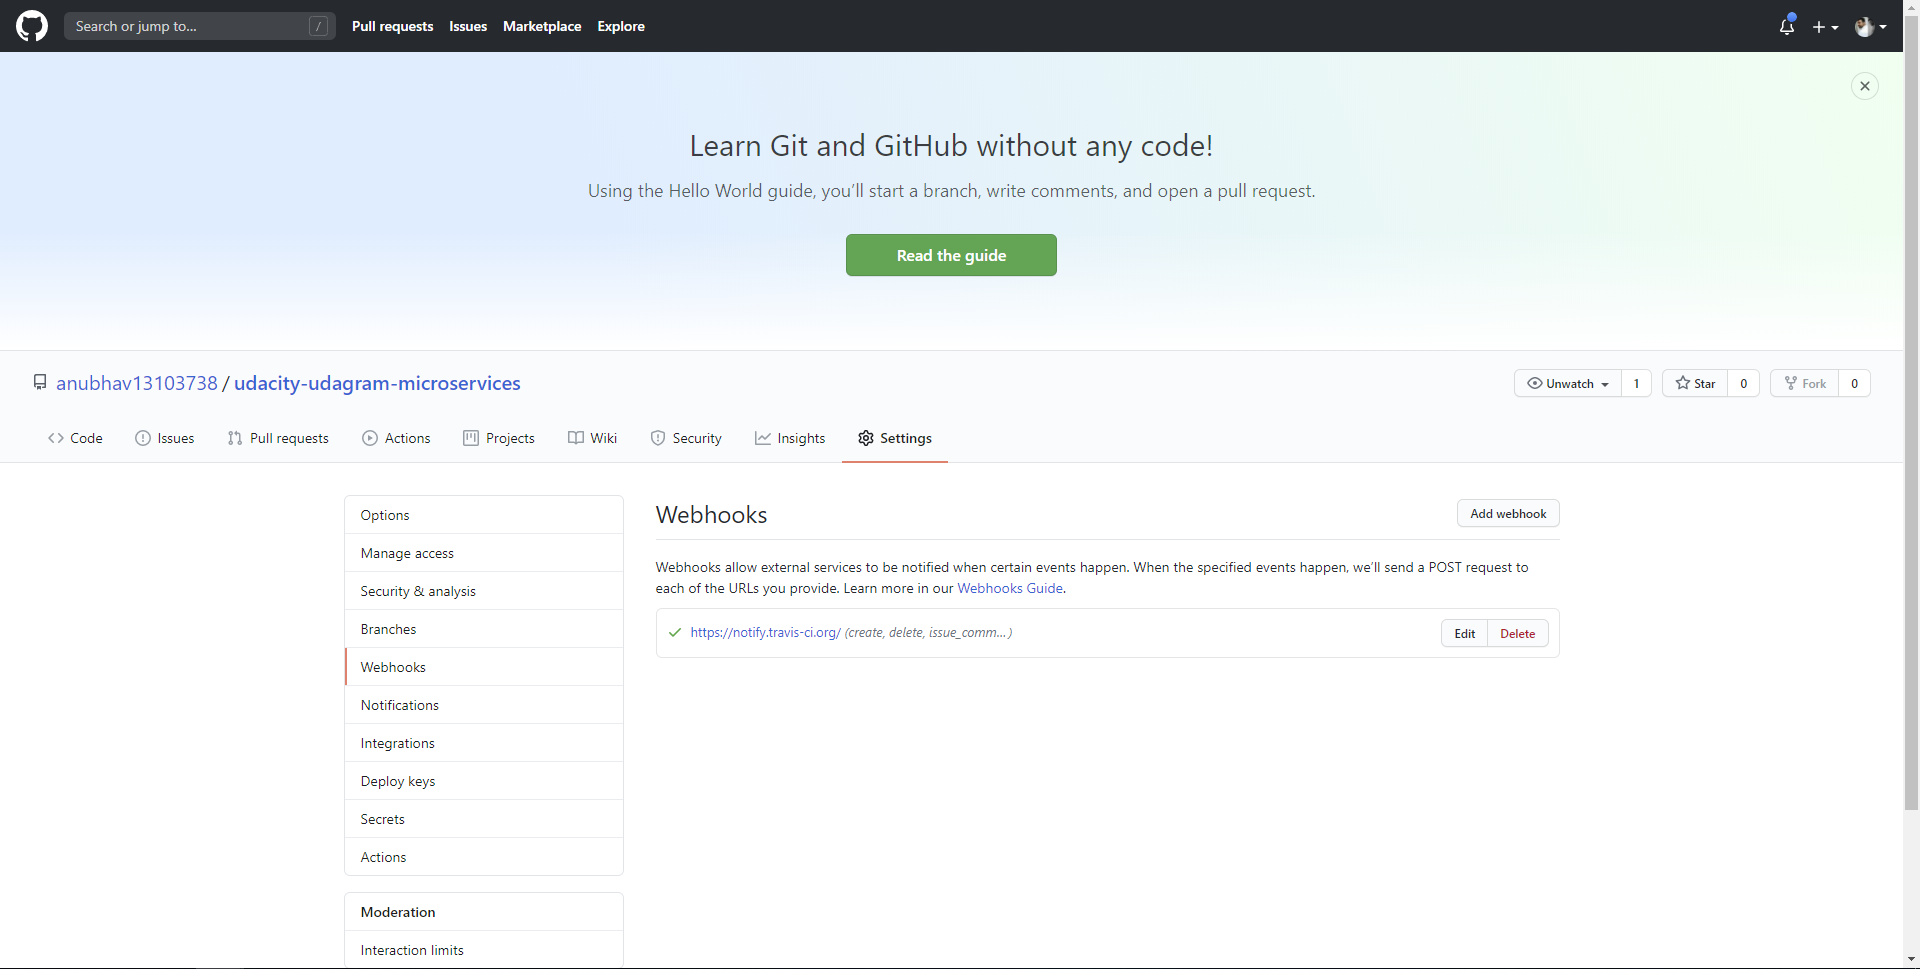 Search or jump to... /
Pull requests Issues Marketplace Explore
Learn Git and GitHub without any code!
Using the Hello World guide, you’ll start a branch, write comments, and open a pull request.
Read the guide
anubhav13103738 / udacity-udagram-microservices
Unwatch 1 Star 0 Fork 0
Code Issues Pull requests Actions Projects Wiki Security Insights Settings
Options
Manage access
Security & analysis
Branches
Webhooks
Notifications
Integrations
Deploy keys
Secrets
Actions
Moderation
Interaction limits
Webhooks
Add webhook
Webhooks allow external services to be notified when certain events happen. When the specified events happen, we’ll send a POST request to
each of the URLs you provide. Learn more in our Webhooks Guide.
https://notify.travis-ci.org/ (create, delete, issue_comm…)
Edit Delete